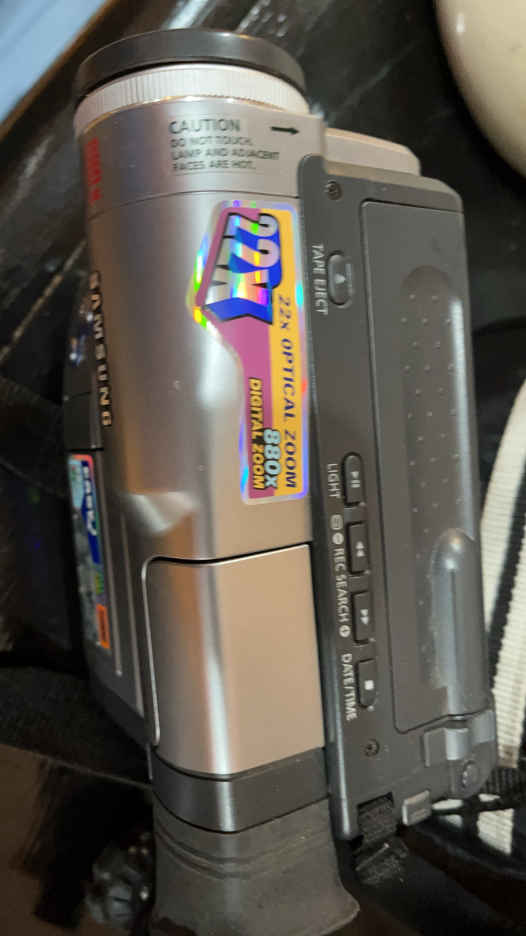 CAUTION
DO NOT TOUCH.
LAMP AND ADJACENT
FACES ARE HOT.
SAMSUNG
22X
22X OPTICAL ZOOM
880X
DIGITAL ZOOM
TAPE EJECT
LIGHT
REC SEARCH
DATE/TIME